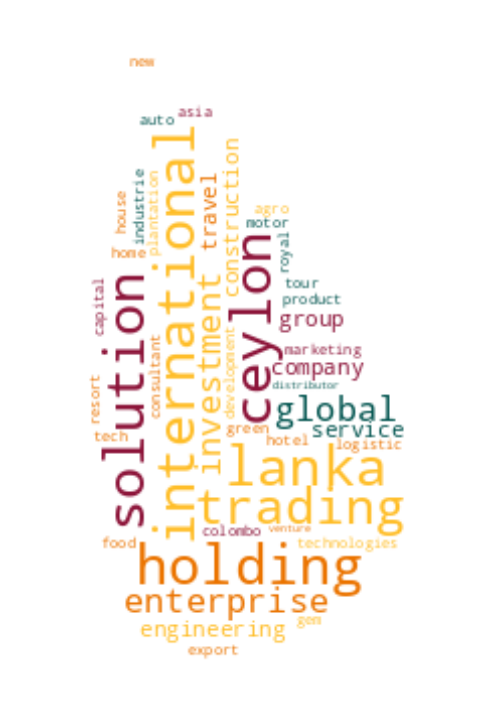 new
asia
auto
international
construction
industrie
plantation
travel
house
agro
motor
royal
ceylon
home
solution
investment
capital
tour
product
group
development
consultant
marketing
company
resort
distributor
global
green
service
tech
hotel
logistic
lanka
trading
colombo
venture
food
technologies
holding
enterprise
gem
engineering
export